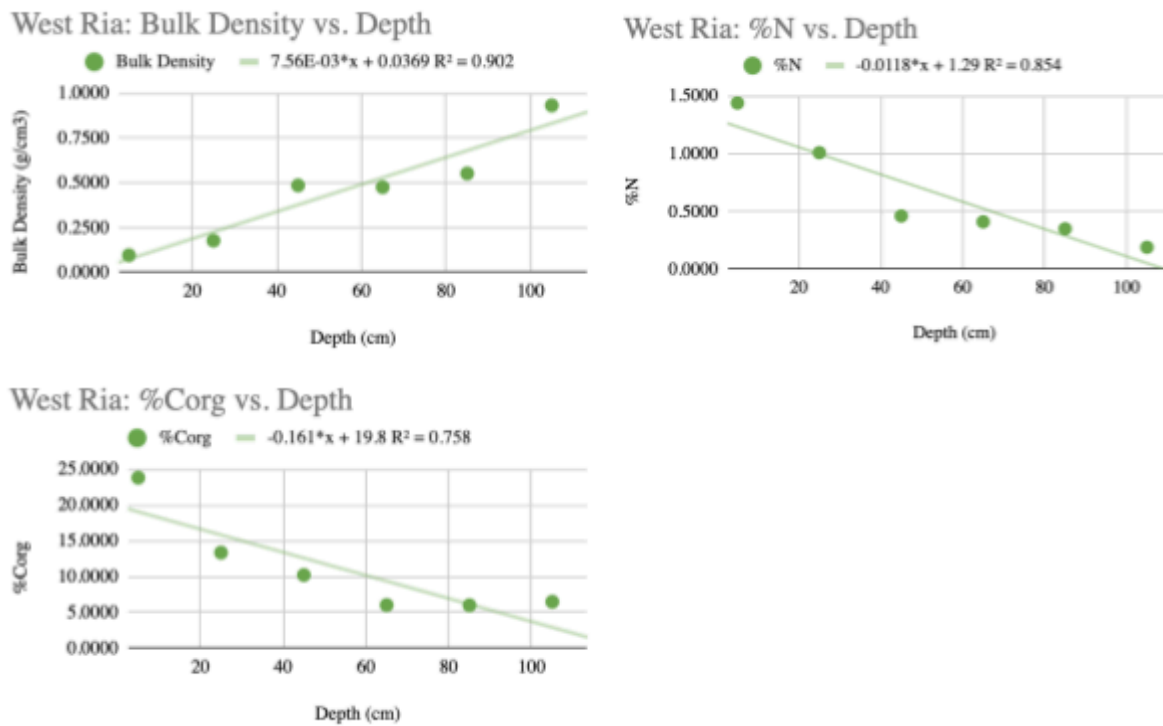 West Ria: Bulk Density vs. Depth
Bulk Density 7.56E-03*x + 0.0369 R² = 0.902
Bulk Density (g/cm3)
1.0000
0.7500
0.5000
0.2500
0.0000
20 40 60 80 100
Depth (cm)
West Ria: %N vs. Depth
%N -0.0118*x + 1.29 R² = 0.854
%N
1.5000
1.0000
0.5000
0.0000
20 40 60 80 100
Depth (cm)
West Ria: %Corg vs. Depth
%Corg -0.161*x + 19.8 R² = 0.758
%Corg
25.0000
20.0000
15.0000
10.0000
5.0000
0.0000
20 40 60 80 100
Depth (cm)